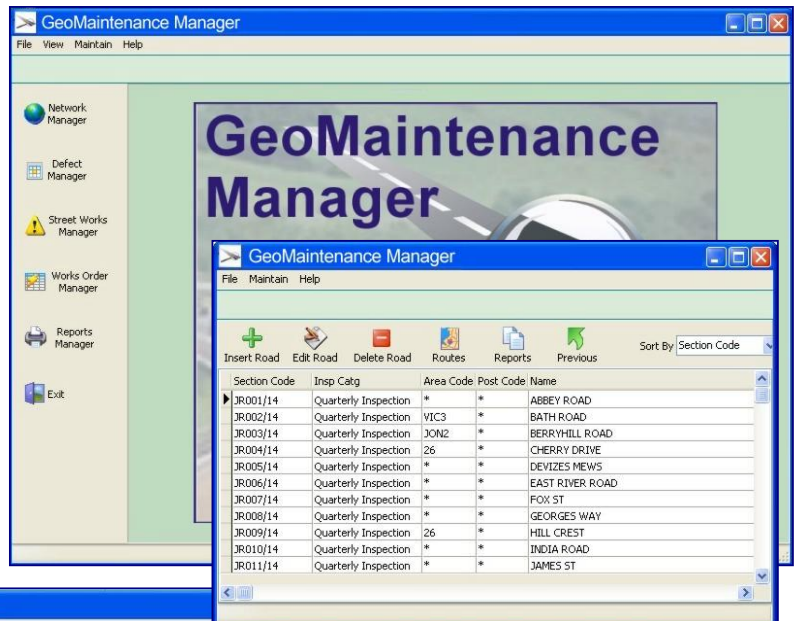 GeoMaintenance Manager
File View Maintain Help
Network
Manager
Defect
Manager
Street Works
Manager
Works Order
Manager
Reports
Manager
Exit
GeoMaintenance
Manager
GeoMaintenance Manager
File Maintain Help
Insert Road Edit Road Delete Road Routes Reports Previous Sort By Section Code
Section Code Insp Catg Area Code Post Code Name
JR001/14 Quarterly Inspection * * ABBEY ROAD
JR002/14 Quarterly Inspection VIC3 * BATH ROAD
JR003/14 Quarterly Inspection JON2 * BERRYHILL ROAD
JR004/14 Quarterly Inspection 26 * CHERRY DRIVE
JR005/14 Quarterly Inspection * * DEVIZES MEWS
JR006/14 Quarterly Inspection * * EAST RIVER ROAD
JR007/14 Quarterly Inspection * * FOX ST
JR008/14 Quarterly Inspection * * GEORGES WAY
JR009/14 Quarterly Inspection 26 * HILL CREST
JR010/14 Quarterly Inspection * * INDIA ROAD
JR011/14 Quarterly Inspection * * JAMES ST